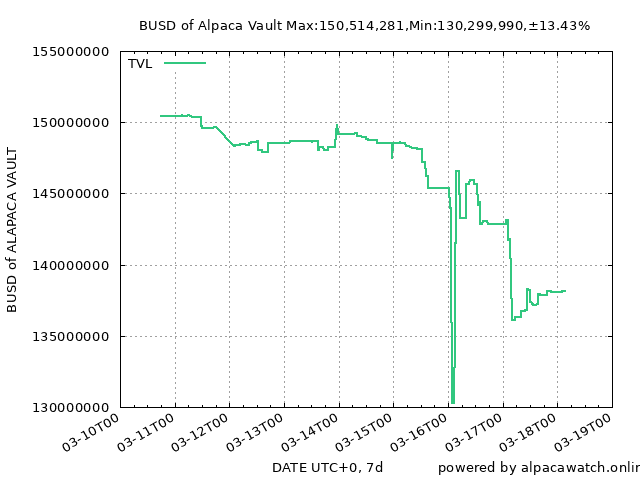 BUSD of Alpaca Vault Max:150,514,281,Min:130,299,990,±13.43%
155000000
TVL
150000000
145000000
140000000
135000000
130000000
BUSD of ALAPACA VAULT
03-10T00
03-11T00
03-12T00
03-13T00
03-14T00
03-15T00
03-16T00
03-17T00
03-18T00
03-19T00
DATE UTC+0, 7d
powered by alpacawatch.onlin